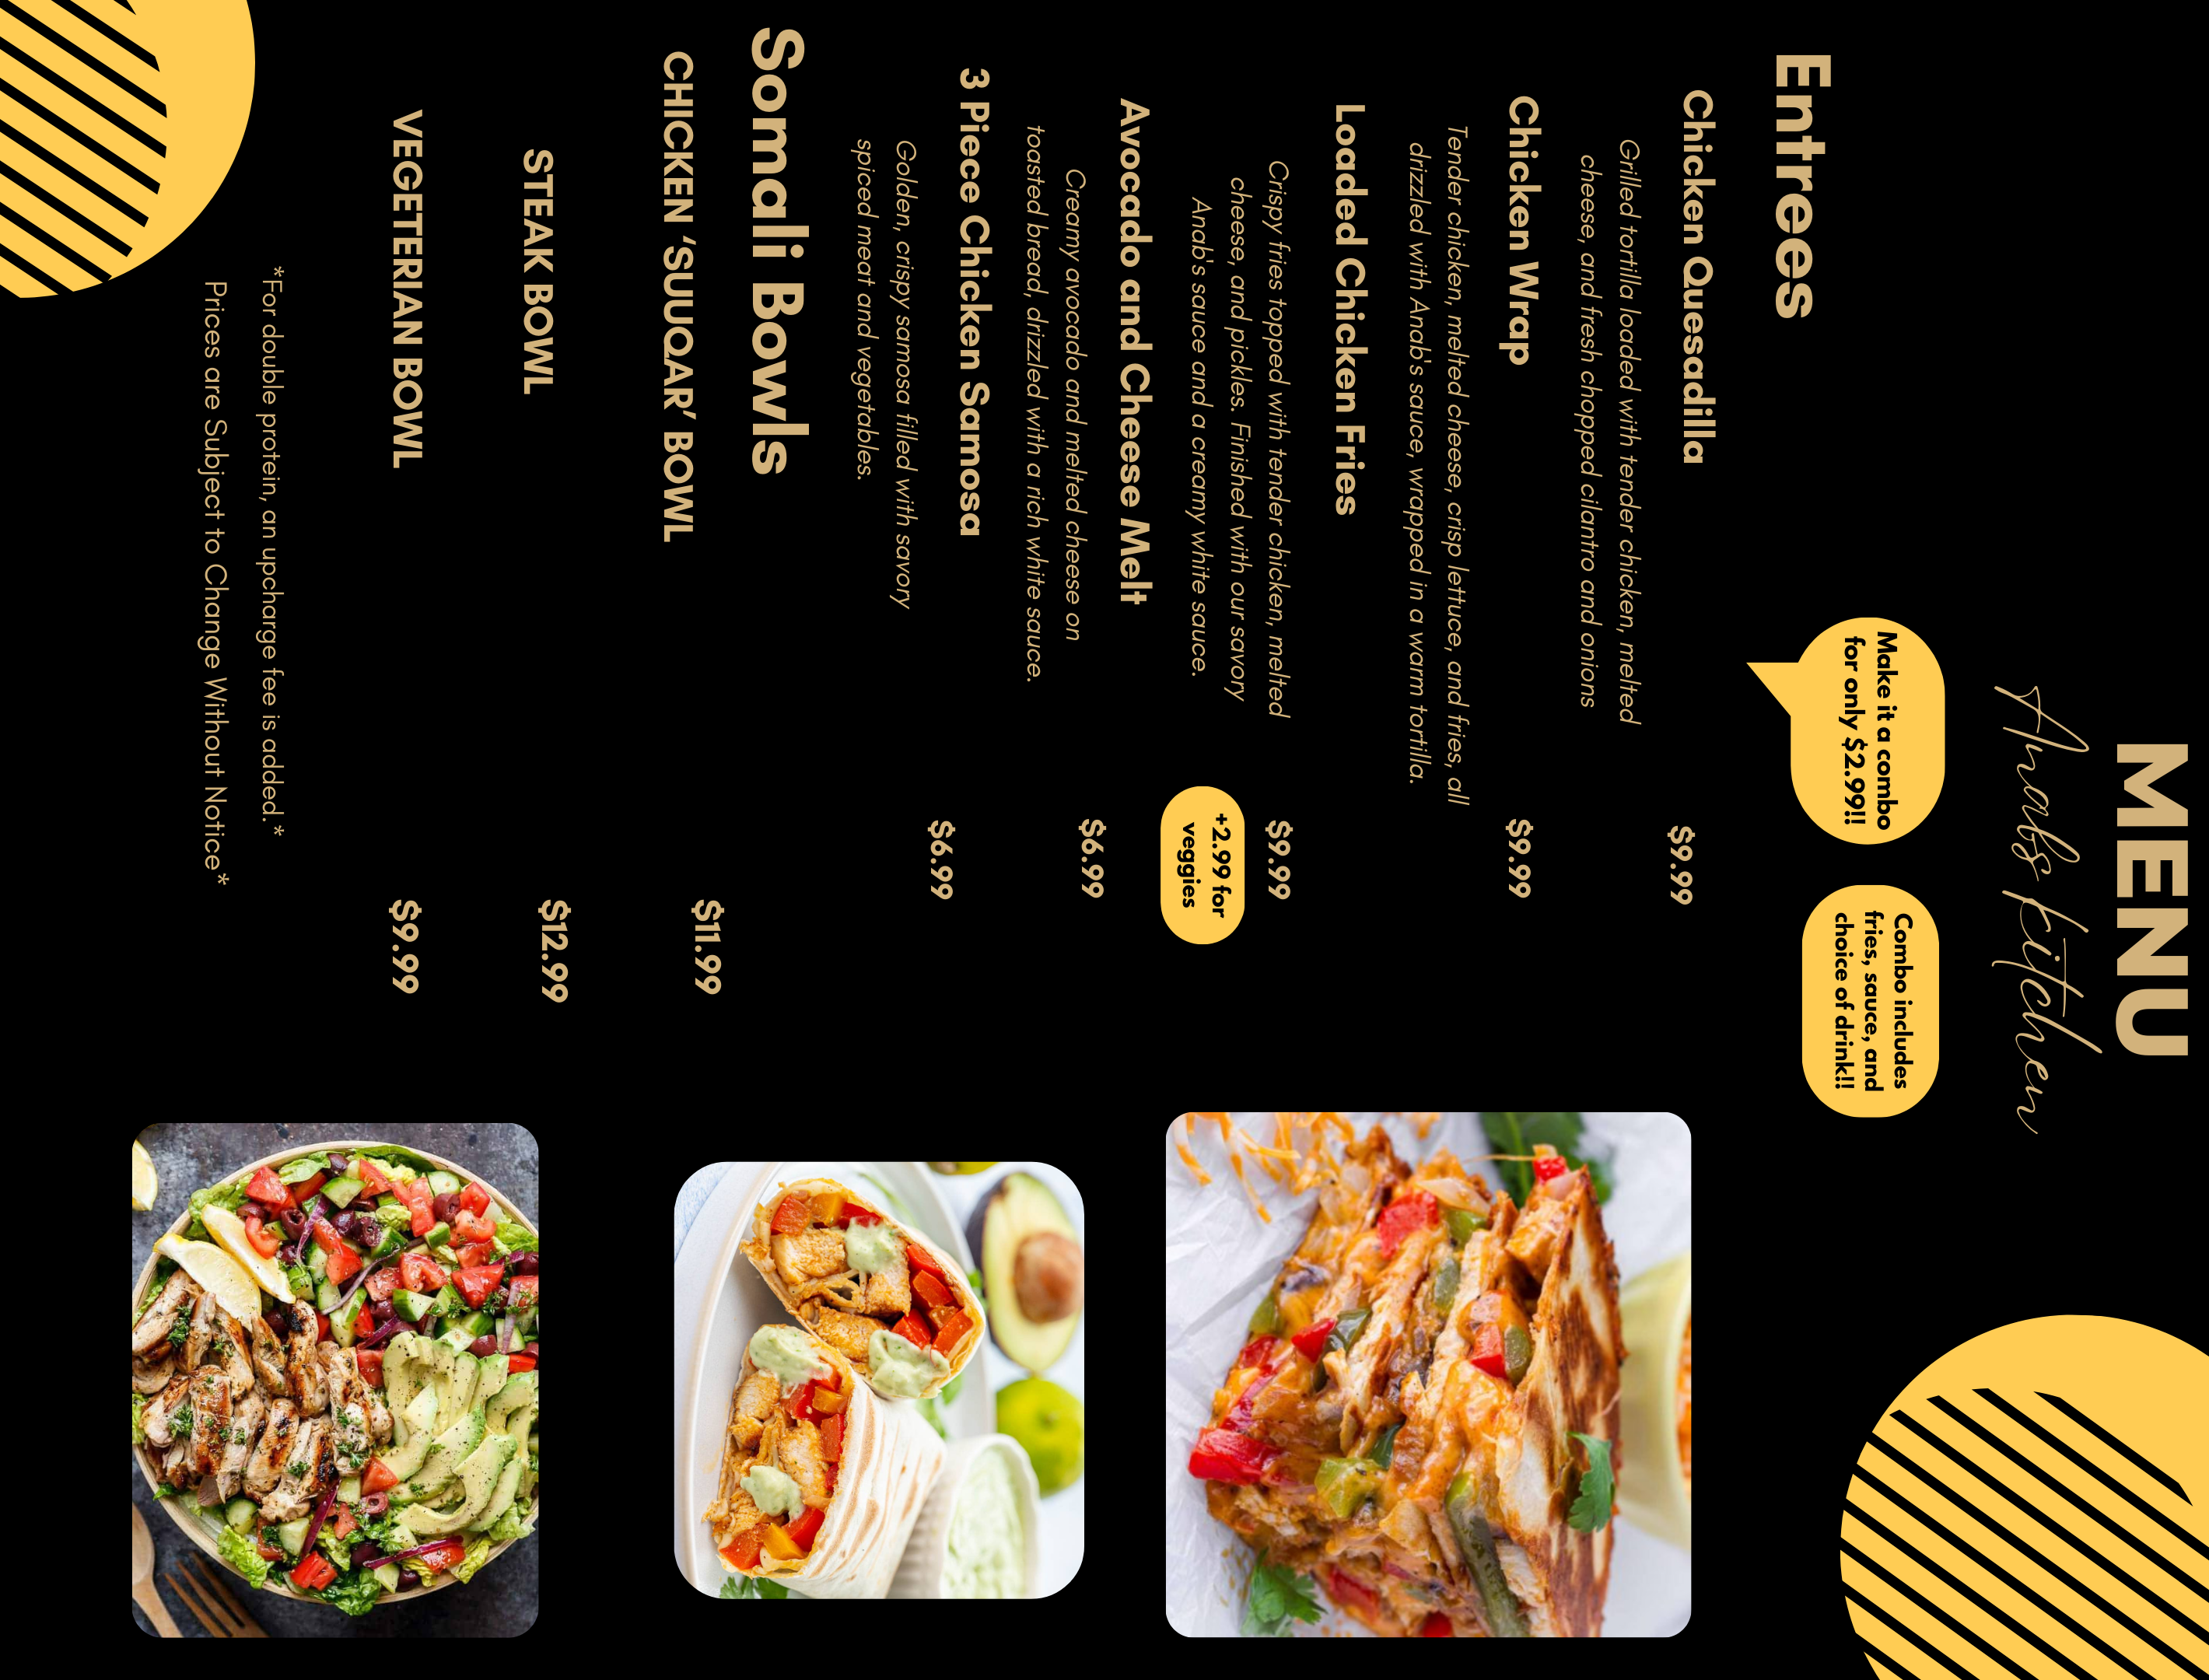 MENU
Anabs kitchen
Make it a combo
for only $2.99!!
Combo includes
fries, sauce, and
choice of drink!!
Entrees
Chicken Quesadilla
$9.99
Grilled tortilla loaded with tender chicken, melted
cheese, and fresh chopped cilantro and onions
Chicken Wrap
$9.99
Tender chicken, melted cheese, crisp lettuce, and fries, all
drizzled with Anab's sauce, wrapped in a warm tortilla.
Loaded Chicken Fries
$9.99
Crispy fries topped with tender chicken, melted
cheese, and pickles. Finished with our savory
Anab's sauce and a creamy white sauce.
+2.99 for
veggies
Avocado and Cheese Melt
$6.99
Creamy avocado and melted cheese on
toasted bread, drizzled with a rich white sauce.
3 Piece Chicken Samosa
$6.99
Golden, crispy samosa filled with savory
spiced meat and vegetables.
Somali Bowls
CHICKEN ‘SUUQAR’ BOWL
$11.99
STEAK BOWL
$12.99
VEGETERIAN BOWL
$9.99
*For double protein, an upcharge fee is added. *
Prices are Subject to Change Without Notice*